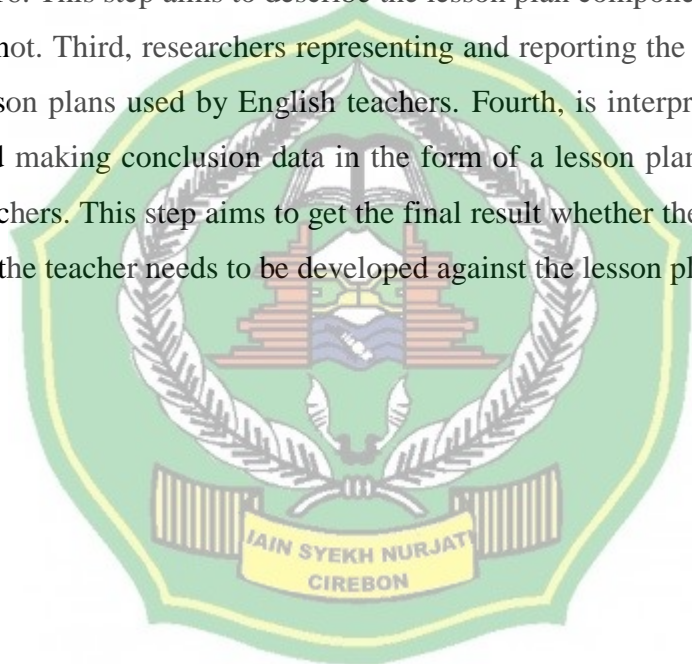 This step aims to describe the lesson plan compone
not. Third, researchers representing and reporting the
son plans used by English teachers. Fourth, is interpr
d making conclusion data in the form of a lesson plan
chers. This step aims to get the final result whether the
the teacher needs to be developed against the lesson pl
IAIN SYEKH NURJATI
CIREBON